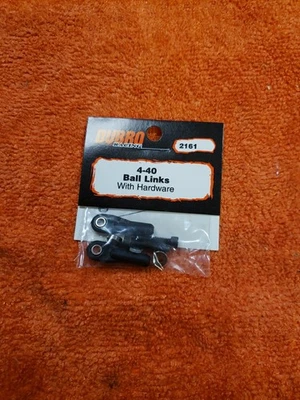 DUBRO
2161
4-40
Ball Links
With Hardware